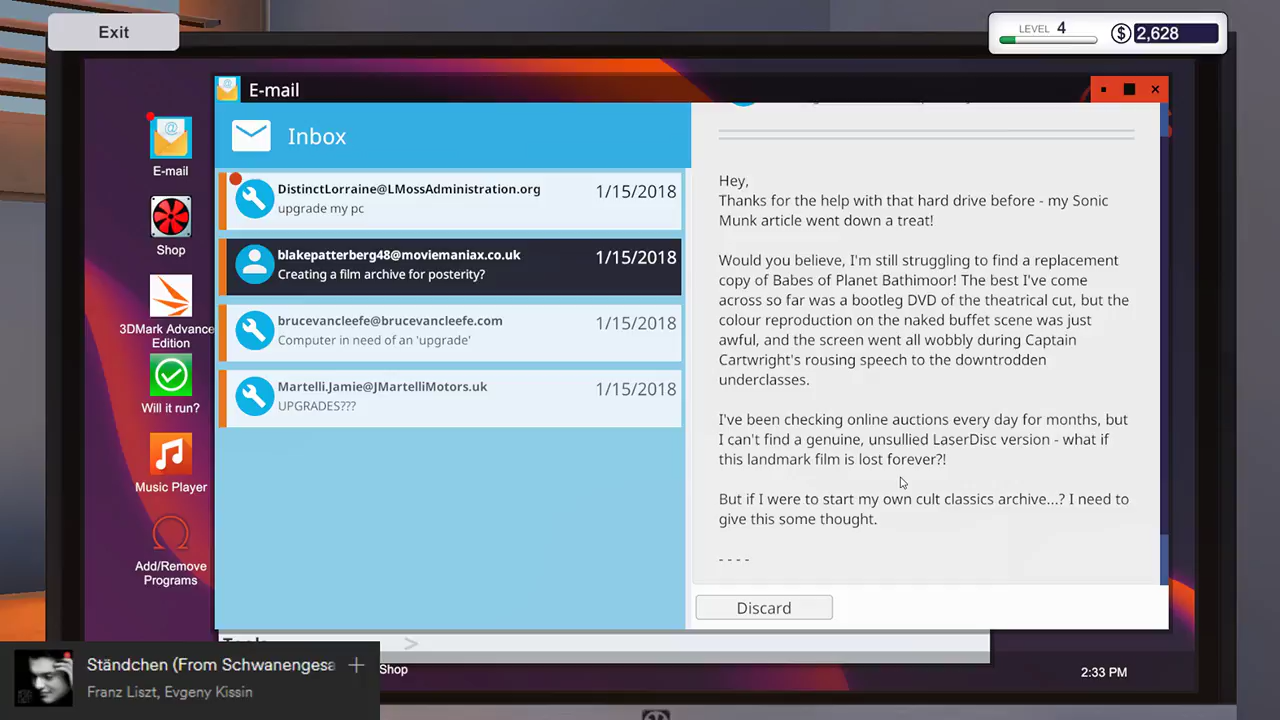 Exit
LEVEL 4
$ 2,628
E-mail
Inbox
DistinctLorraine@LMossAdministration.org
1/15/2018
upgrade my pc
blakepatterberg48@moviemaniax.co.uk
1/15/2018
Creating a film archive for posterity?
brucevancleefe@brucevancleefe.com
1/15/2018
Computer in need of an 'upgrade'
Martelli.Jamie@JMartelliMotors.uk
1/15/2018
UPGRADES???
Hey,
Thanks for the help with that hard drive before - my Sonic
Munk article went down a treat!
Would you believe, I'm still struggling to find a replacement
copy of Babes of Planet Bathimoor! The best I've come
across so far was a bootleg DVD of the theatrical cut, but the
colour reproduction on the naked buffet scene was just
awful, and the screen went all wobbly during Captain
Cartwright's rousing speech to the downtrodden
underclasses.
I've been checking online auctions every day for months, but
I can't find a genuine, unsullied LaserDisc version - what if
this landmark film is lost forever?!
But if I were to start my own cult classics archive...? I need to
give this some thought.
- - - -
Discard
E-mail
Shop
3DMark Advance
Edition
Will it run?
Music Player
Add/Remove
Programs
Shop
2:33 PM
Ständchen (From Schwanengesa
Franz Liszt, Evgeny Kissin